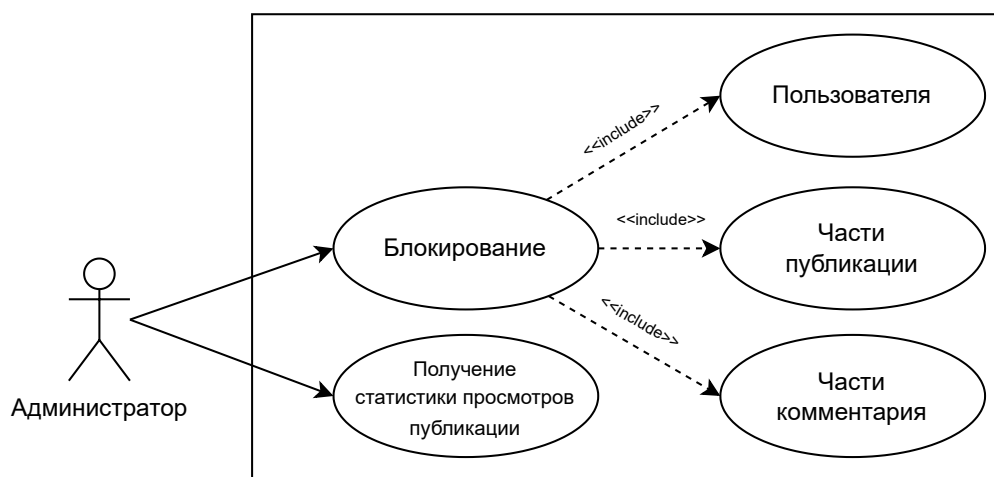 Пользователя
<<include>>
Блокирование
<<include>>
Части
публикации
<<include>>
Получение
статистики просмотров
публикации
Части
комментария
Администратор